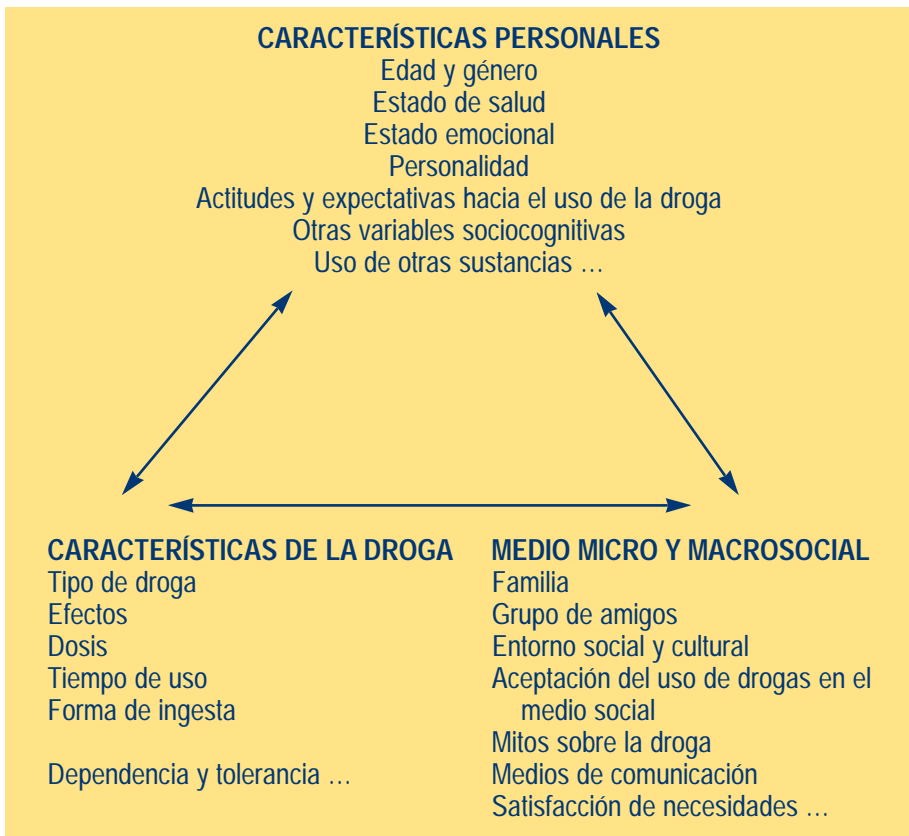 CARACTERÍSTICAS PERSONALES
Edad y género
Estado de salud
Estado emocional
Personalidad
Actitudes y expectativas hacia el uso de la droga
Otras variables sociocognitivas
Uso de otras sustancias …
CARACTERÍSTICAS DE LA DROGA
Tipo de droga
Efectos
Dosis
Tiempo de uso
Forma de ingesta
Dependencia y tolerancia …
MEDIO MICRO Y MACROSOCIAL
Familia
Grupo de amigos
Entorno social y cultural
Aceptación del uso de drogas en el
medio social
Mitos sobre la droga
Medios de comunicación
Satisfacción de necesidades …